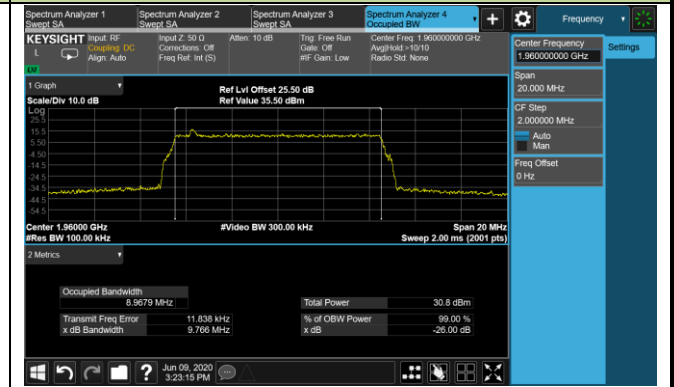 Spectrum Analyzer 1
Swept SA
Spectrum Analyzer 2
Swept SA
Spectrum Analyzer 3
Swept SA
Spectrum Analyzer 4
Occupied BW
Frequency
KEYSIGHT
L
Input: RF
Coupling: DC
Align: Auto
Input Z: 50 Ω
Corrections: Off
Freq Ref: Int (S)
Atten: 10 dB
Trig: Free Run
Gate: Off
#IF Gain: Low
Center Freq: 1.960000000 GHz
Avg|Hold:>10/10
Radio Std: None
Center Frequency
1.960000000 GHz
Settings
Span
20.000 MHz
CF Step
2.000000 MHz
Auto
Man
Freq Offset
0 Hz
1 Graph
Scale/Div 10.0 dB
Ref Lvl Offset 25.50 dB
Ref Value 35.50 dBm
Log
25.5
15.5
5.50
-4.50
-14.5
-24.5
-34.5
-44.5
-54.5
Center 1.96000 GHz
#Res BW 100.00 kHz
#Video BW 300.00 kHz
Span 20 MHz
Sweep 2.00 ms (2001 pts)
2 Metrics
Occupied Bandwidth
8.9679 MHz
Total Power 30.8 dBm
Transmit Freq Error 11.838 kHz
% of OBW Power 99.00 %
x dB Bandwidth 9.766 MHz
x dB -26.00 dB
?
Jun 09, 2020
3:23:15 PM